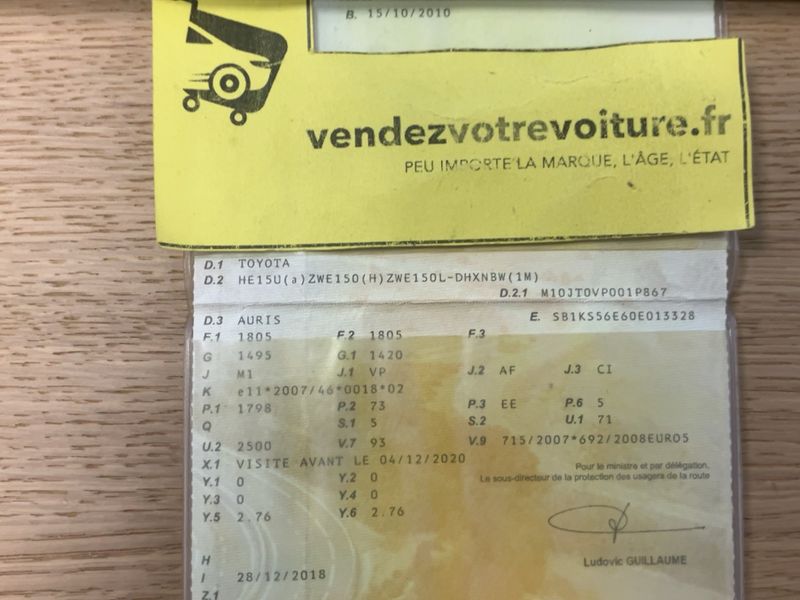 B. 15/10/2010
vendezvotrevoiture.fr
PEU IMPORTE LA MARQUE, L'ÂGE, L'ÉTAT
D.1 TOYOTA
D.2 HE15U(a)ZWE150(H)ZWE150L-DHXNBW(1M)
D.2.1 M10JT0VP001P867
D.3 AURIS E. SB1KS56E60E013328
F.1 1805 F.2 1805 F.3
G 1495 G.1 1420
J M1 J.1 VP J.2 AF J.3 CI
K e11*2007/46*0018*02
P.1 1798 P.2 73 P.3 EE P.6 5
Q S.1 5 S.2 U.1 71
U.2 2500 V.7 93 V.9 715/2007*692/2008EURO5
X.1 VISITE AVANT LE 04/12/2020
Pour le ministre et par délégation,
Y.1 0 Y.2 0 Le sous-directeur de la protection des usagers de la route
Y.3 0 Y.4 0
Y.5 2.76 Y.6 2.76
H Ludovic GUILLAUME
I 28/12/2018
Z.1